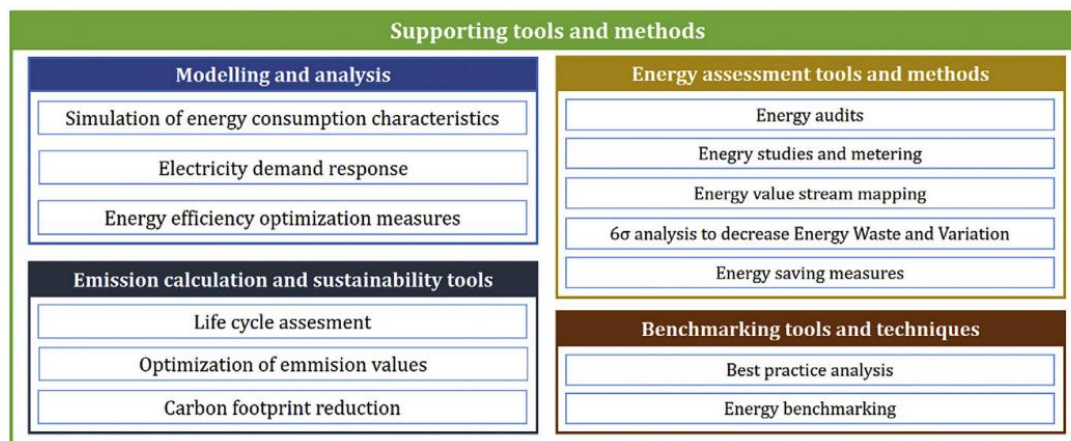 Supporting tools and methods
Modelling and analysis
Simulation of energy consumption characteristics
Electricity demand response
Energy efficiency optimization measures
Emission calculation and sustainability tools
Life cycle assesment
Optimization of emmision values
Carbon footprint reduction
Energy assessment tools and methods
Energy audits
Enegry studies and metering
Energy value stream mapping
6σ analysis to decrease Energy Waste and Variation
Energy saving measures
Benchmarking tools and techniques
Best practice analysis
Energy benchmarking